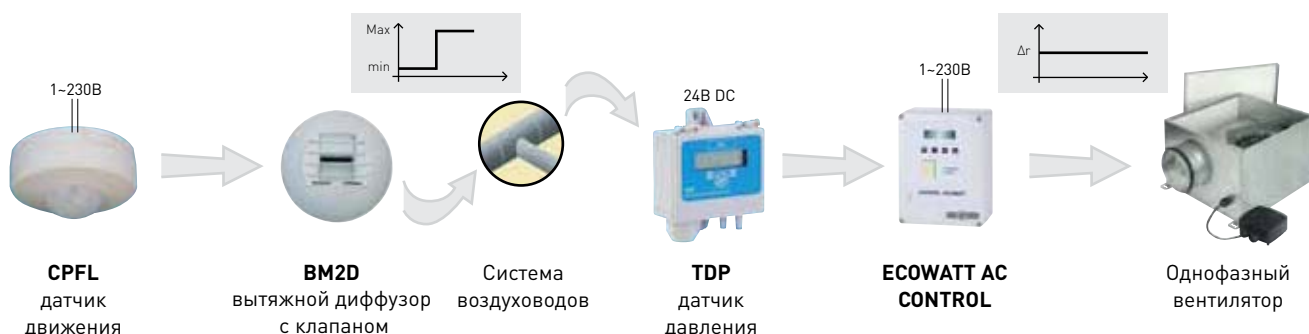 Max
min
Δr
1~230В
24В DC
1~230В
CPFL
датчик
движения
BM2D
вытяжной диффузор
с клапаном
Система
воздуховодов
TDP
датчик
давления
ECOWATT AC
CONTROL
Однофазный
вентилятор